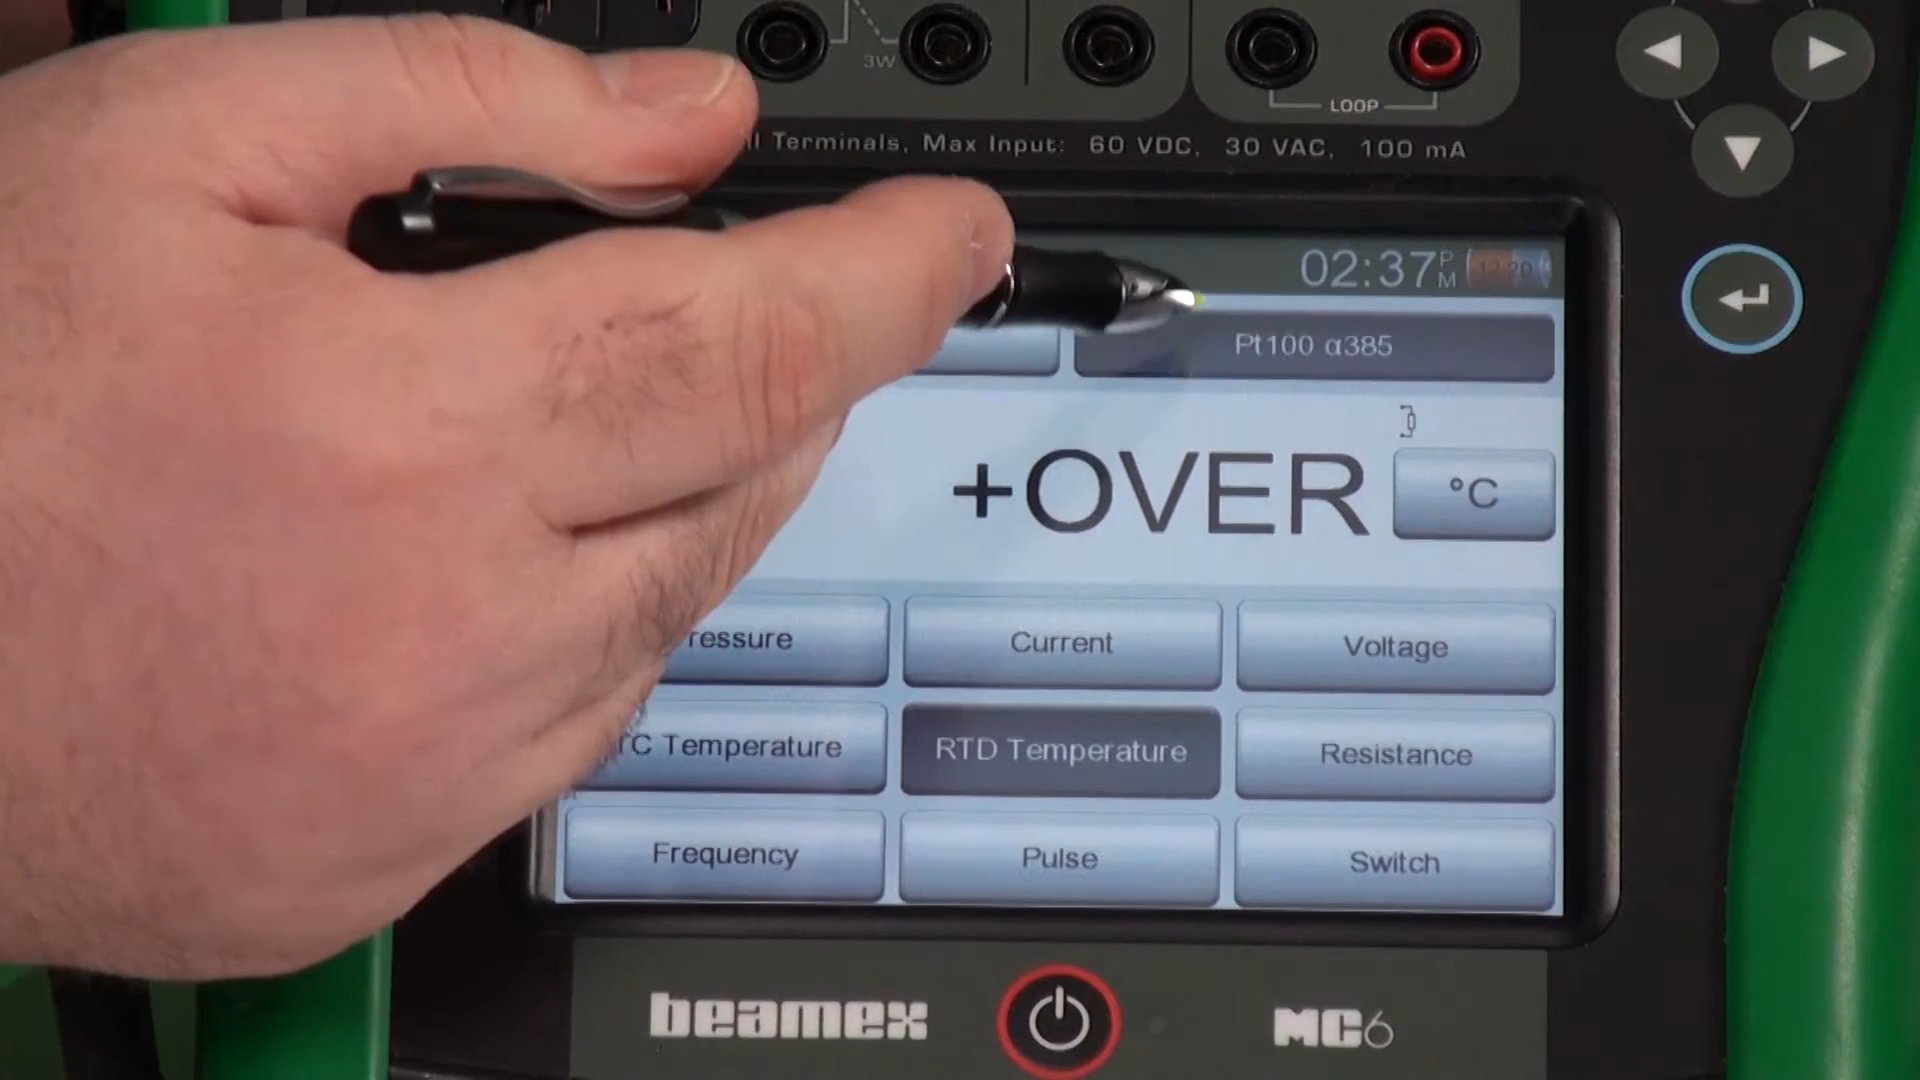 3W
LOOP
Terminals, Max Input: 60 VDC, 30 VAC, 100 mA
02:37 PM
Pt100 α385
+OVER
°C
Current
Voltage
Temperature
RTD Temperature
Resistance
Frequency
Pulse
Switch
beamex
MC6